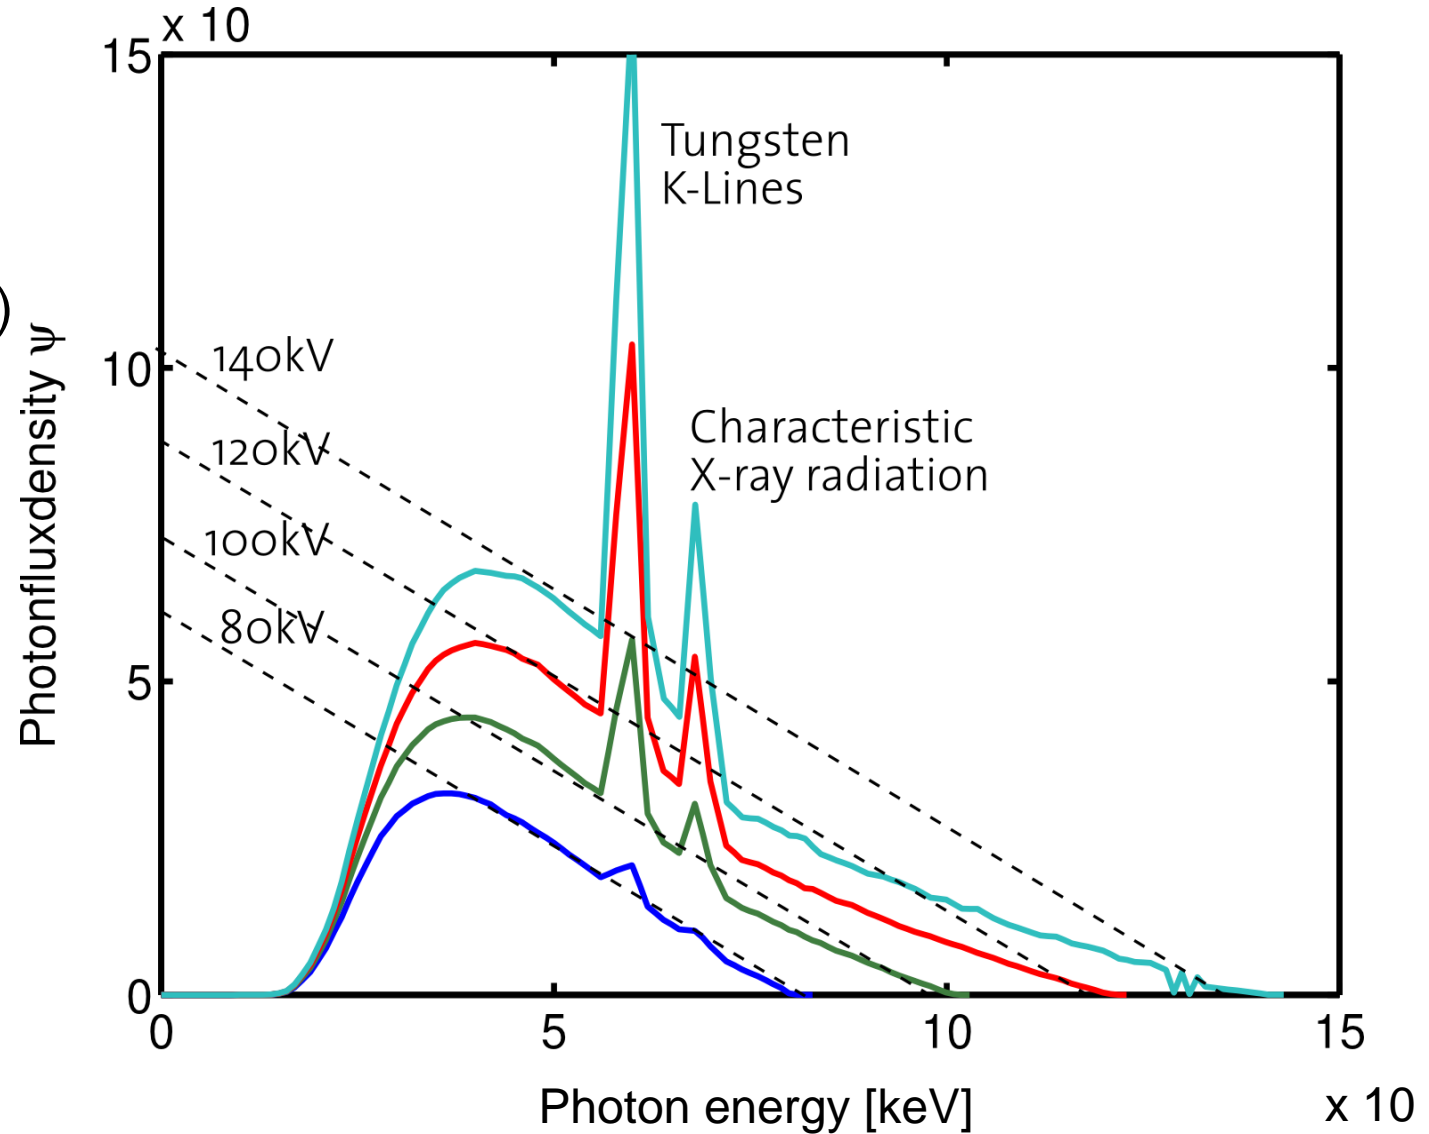 x 10
15
Tungsten
K-Lines
)
140kV
10
120kV
Characteristic
X-ray radiation
100kV
80kV
5
0
Photonfluxdensity ψ
0
5
10
15
Photon energy [keV]
x 10